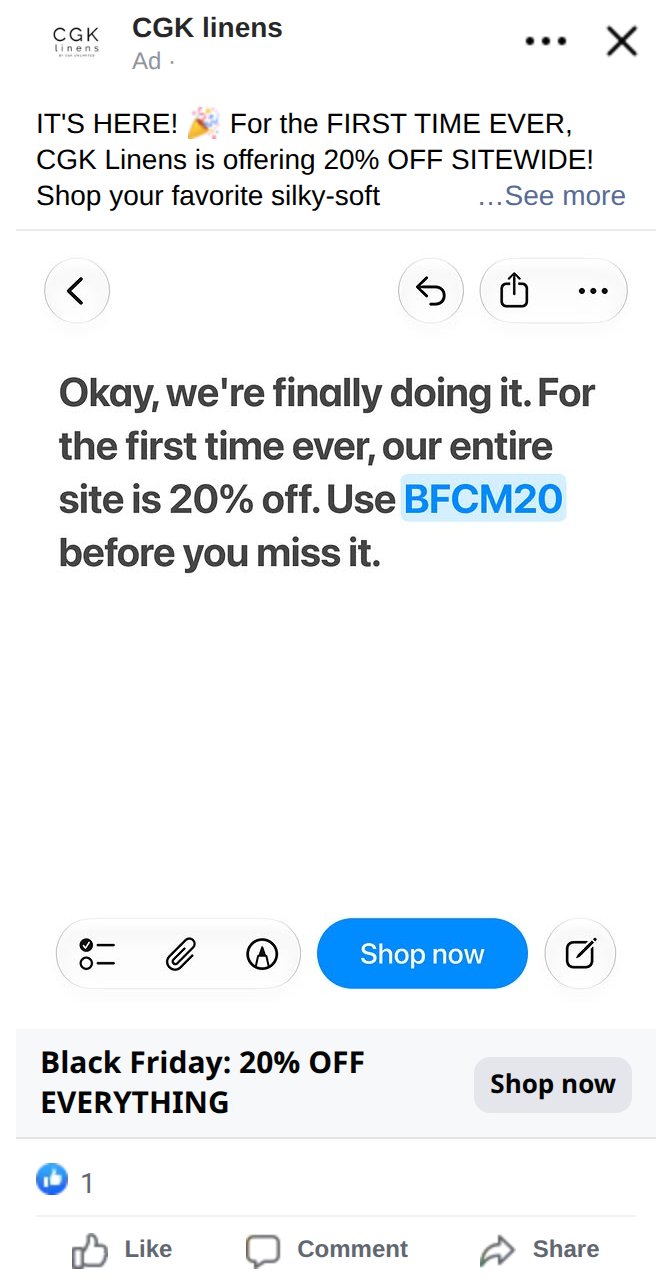 CGK
linens
CGK linens
Ad ·
IT'S HERE! 🎉 For the FIRST TIME EVER,
CGK Linens is offering 20% OFF SITEWIDE!
Shop your favorite silky-soft ...See more
Okay, we're finally doing it. For
the first time ever, our entire
site is 20% off. Use BFCM20
before you miss it.
Shop now
Black Friday: 20% OFF
EVERYTHING
Shop now
1
Like Comment Share